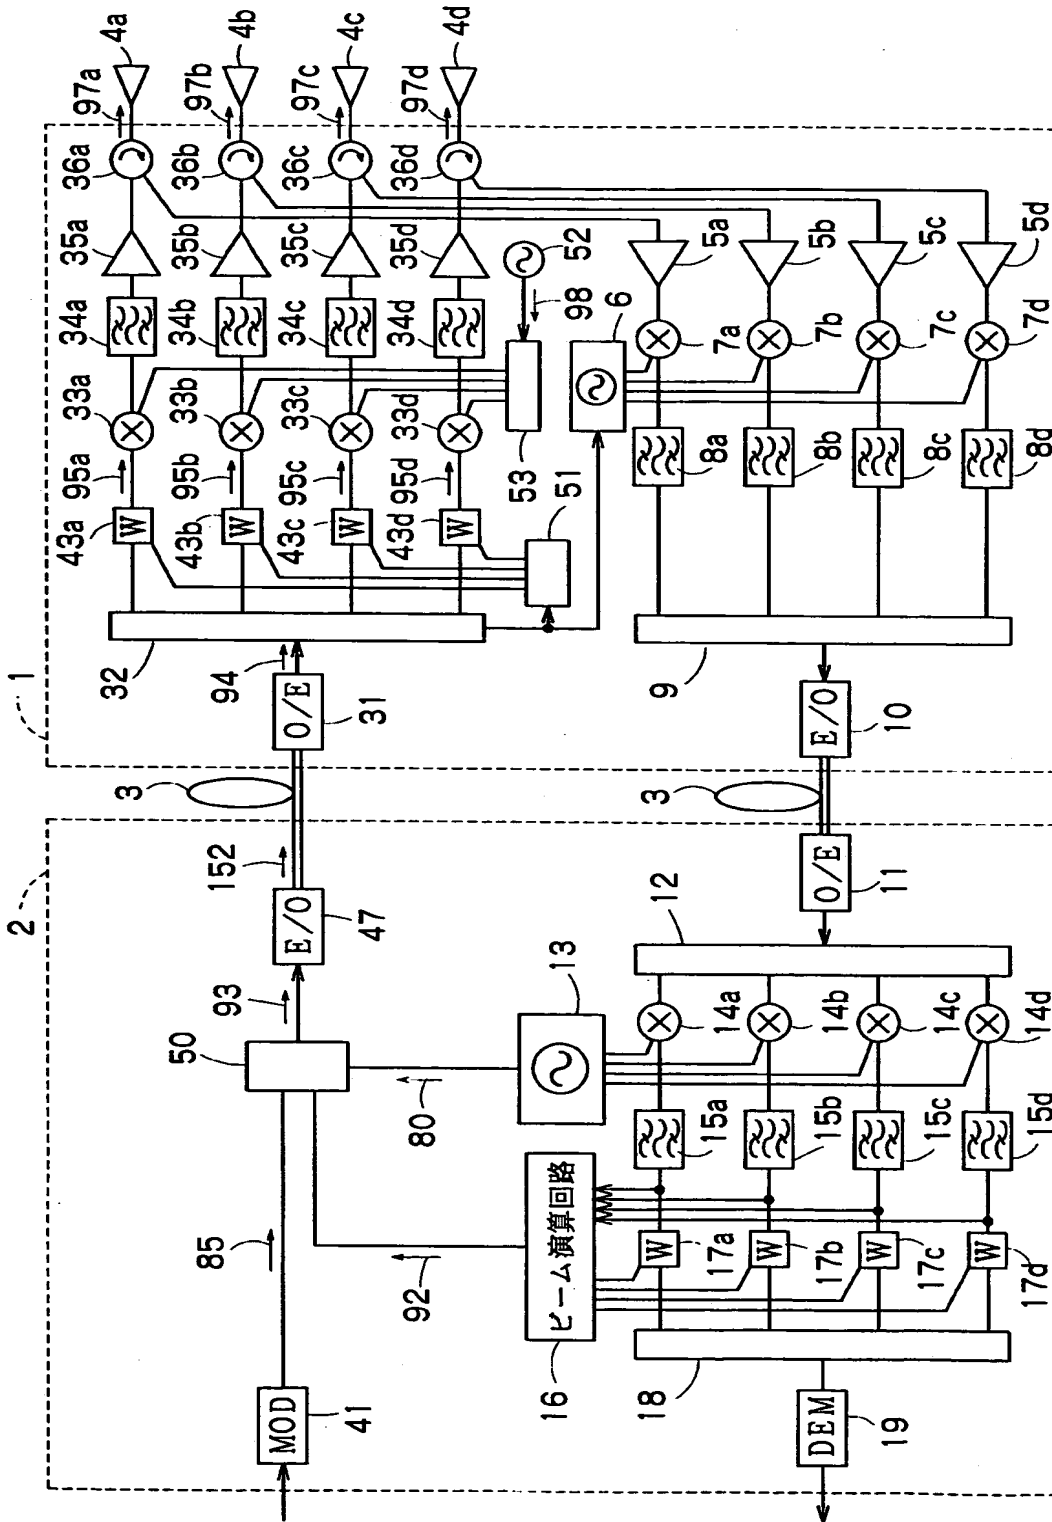 1
2
4a
4b
4c
4d
97a
97b
97c
97d
36a
36b
36c
36d
35a
35b
35c
35d
34a
34b
34c
34d
33a
33b
33c
33d
95a
95b
95c
95d
43a
43b
43c
43d
W
W
W
W
52
98
53
51
6
32
94
O/E
31
3
152
E/O
47
93
50
80
85
92
MOD
41
5a
5b
5c
5d
7a
7b
7c
7d
8a
8b
8c
8d
9
E/O
10
3
O/E
11
12
13
14a
14b
14c
14d
15a
15b
15c
15d
ビーム演算回路
16
W
W
W
W
17a
17b
17c
17d
18
DEM
19